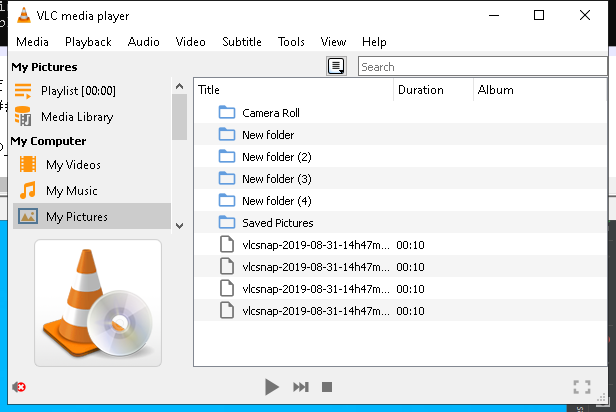 VLC media player
Media Playback Audio Video Subtitle Tools View Help
My Pictures
Search
Playlist [00:00]
Media Library
My Computer
My Videos
My Music
My Pictures
Title Duration Album
Camera Roll
New folder
New folder (2)
New folder (3)
New folder (4)
Saved Pictures
vlcsnap-2019-08-31-14h47m... 00:10
vlcsnap-2019-08-31-14h47m... 00:10
vlcsnap-2019-08-31-14h47m... 00:10
vlcsnap-2019-08-31-14h47m... 00:10